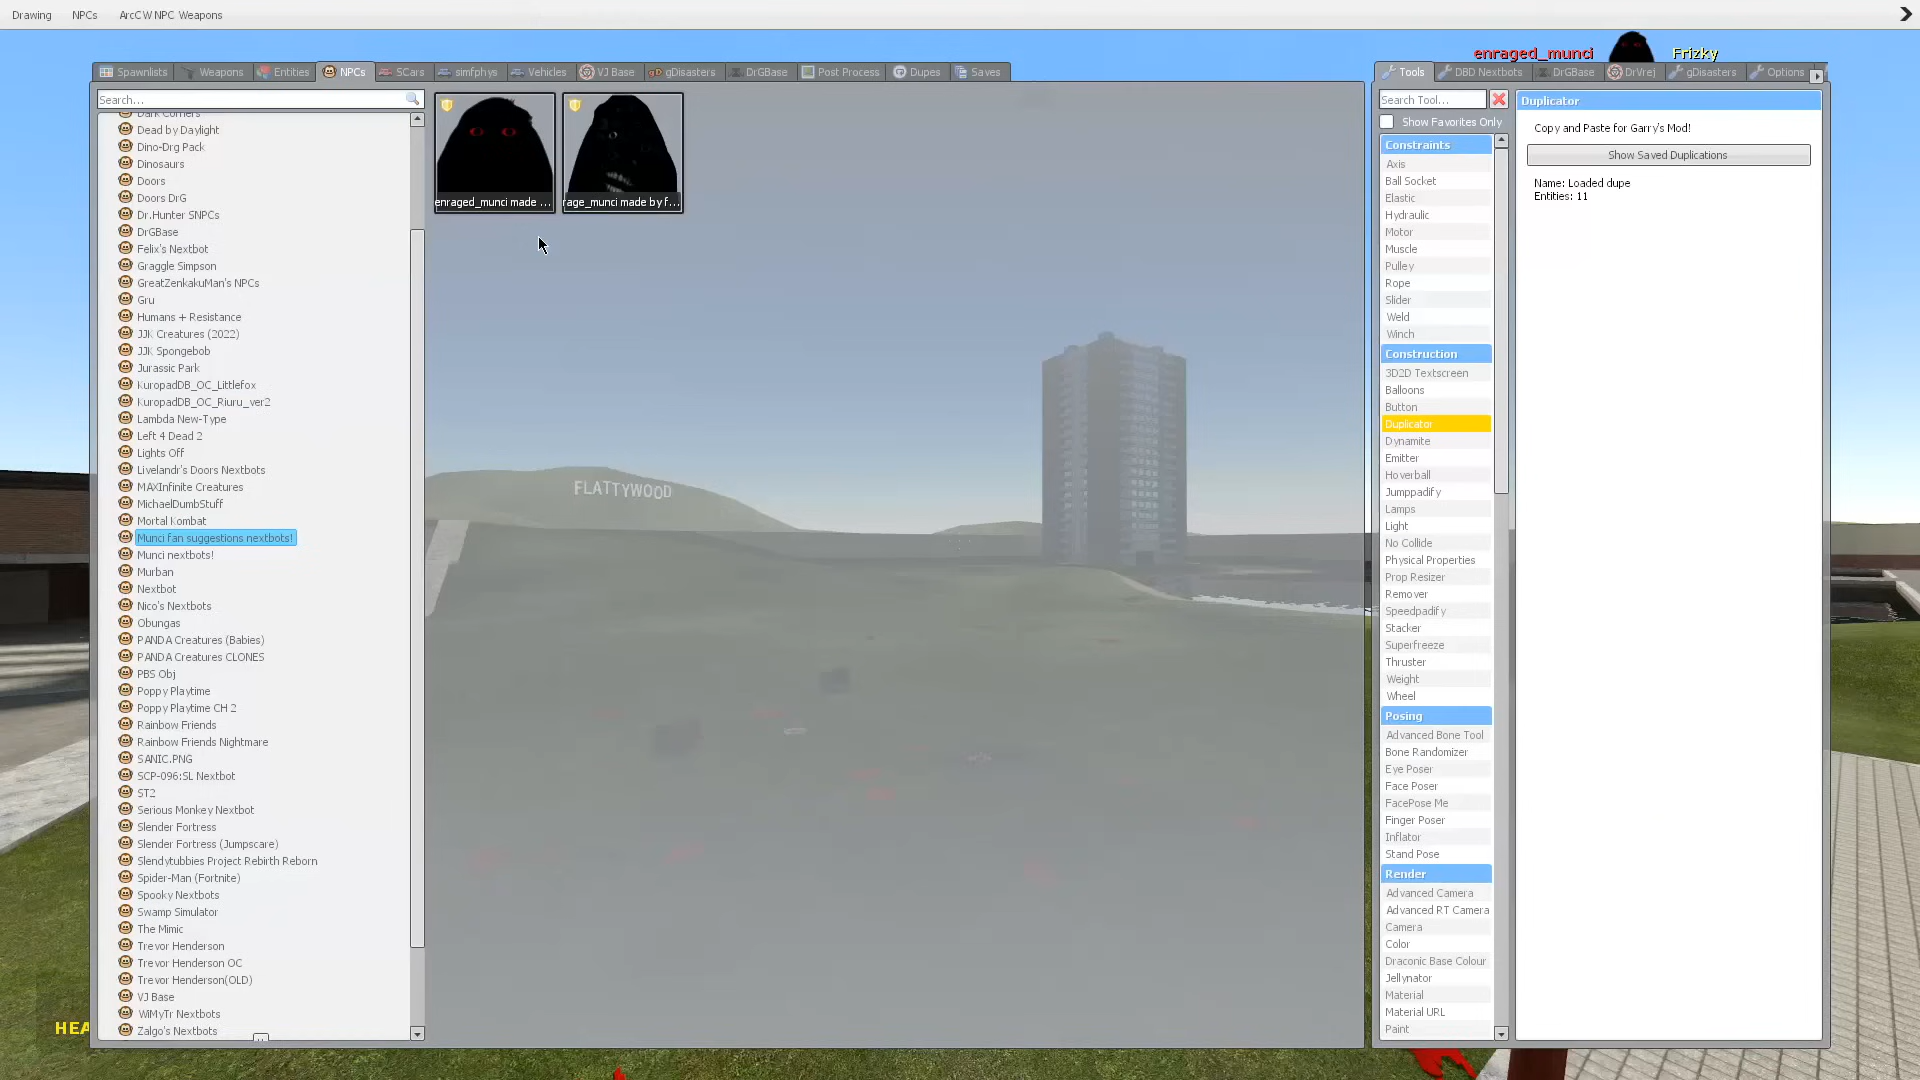 Drawing NPCs ArcCW NPC Weapons
enraged_munci Frizky
Spawnlists Weapons Entities NPCs SCars simfphys Vehicles VJ Base gDisasters DrGBase Post Process Dupes Saves
Search...
Dark Corners
Dead by Daylight
Dino-Drg Pack
Dinosaurs
Doors
Doors DrG
Dr.Hunter SNPCs
DrGBase
Felix's Nextbot
Graggle Simpson
GreatZenkakuMan's NPCs
Gru
Humans + Resistance
JJK Creatures (2022)
JJK Spongebob
Jurassic Park
KuropadDB_OC_Littlefox
KuropadDB_OC_Riuru_ver2
Lambda New-Type
Left 4 Dead 2
Lights Off
Livelandr's Doors Nextbots
MAXInfinite Creatures
MichaelDumbStuff
Mortal Kombat
Munci fan suggestions nextbots!
Munci nextbots!
Murban
Nextbot
Nico's Nextbots
Obungas
PANDA Creatures (Babies)
PANDA Creatures CLONES
PBS Obj
Poppy Playtime
Poppy Playtime CH 2
Rainbow Friends
Rainbow Friends Nightmare
SANIC.PNG
SCP-096:SL Nextbot
ST2
Serious Monkey Nextbot
Slender Fortress
Slender Fortress (Jumpscare)
Slendytubbies Project Rebirth Reborn
Spider-Man (Fortnite)
Spooky Nextbots
Swamp Simulator
The Mimic
Trevor Henderson
Trevor Henderson OC
Trevor Henderson(OLD)
VJ Base
WiMyTr Nextbots
Zalgo's Nextbots
HEA
enraged_munci made ... rage_munci made by f...
FLATTYWOOD
Tools DBD Nextbots DrGBase DrVrej gDisasters Options
Search Tool...
Show Favorites Only
Constraints
Axis
Ball Socket
Elastic
Hydraulic
Motor
Muscle
Pulley
Rope
Slider
Weld
Winch
Construction
3D2D Textscreen
Balloons
Button
Duplicator
Dynamite
Emitter
Hoverball
Jumppadify
Lamps
Light
No Collide
Physical Properties
Prop Resizer
Remover
Speedpadify
Stacker
Superfreeze
Thruster
Weight
Wheel
Posing
Advanced Bone Tool
Bone Randomizer
Eye Poser
Face Poser
FacePose Me
Finger Poser
Inflator
Stand Pose
Render
Advanced Camera
Advanced RT Camera
Camera
Color
Draconic Base Colour
Jellynator
Material
Material URL
Paint
Duplicator
Copy and Paste for Garry's Mod!
Show Saved Duplications
Name: Loaded dupe
Entities: 11